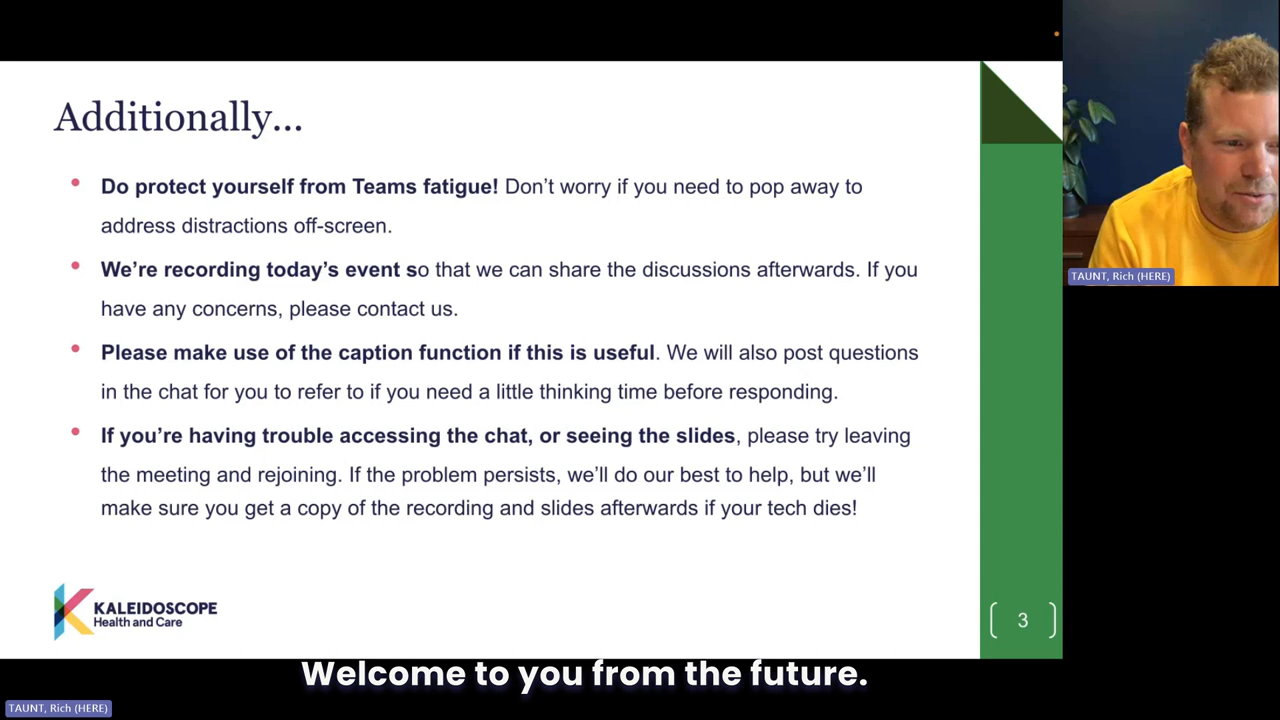 Additionally...
• Do protect yourself from Teams fatigue! Don’t worry if you need to pop away to
address distractions off-screen.
• We’re recording today’s event so that we can share the discussions afterwards. If you
have any concerns, please contact us.
• Please make use of the caption function if this is useful. We will also post questions
in the chat for you to refer to if you need a little thinking time before responding.
• If you’re having trouble accessing the chat, or seeing the slides, please try leaving
the meeting and rejoining. If the problem persists, we’ll do our best to help, but we’ll
make sure you get a copy of the recording and slides afterwards if your tech dies!
TAUNT, Rich (HERE)
KALEIDOSCOPE
Health and Care
3
Welcome to you from the future.
TAUNT, Rich (HERE)